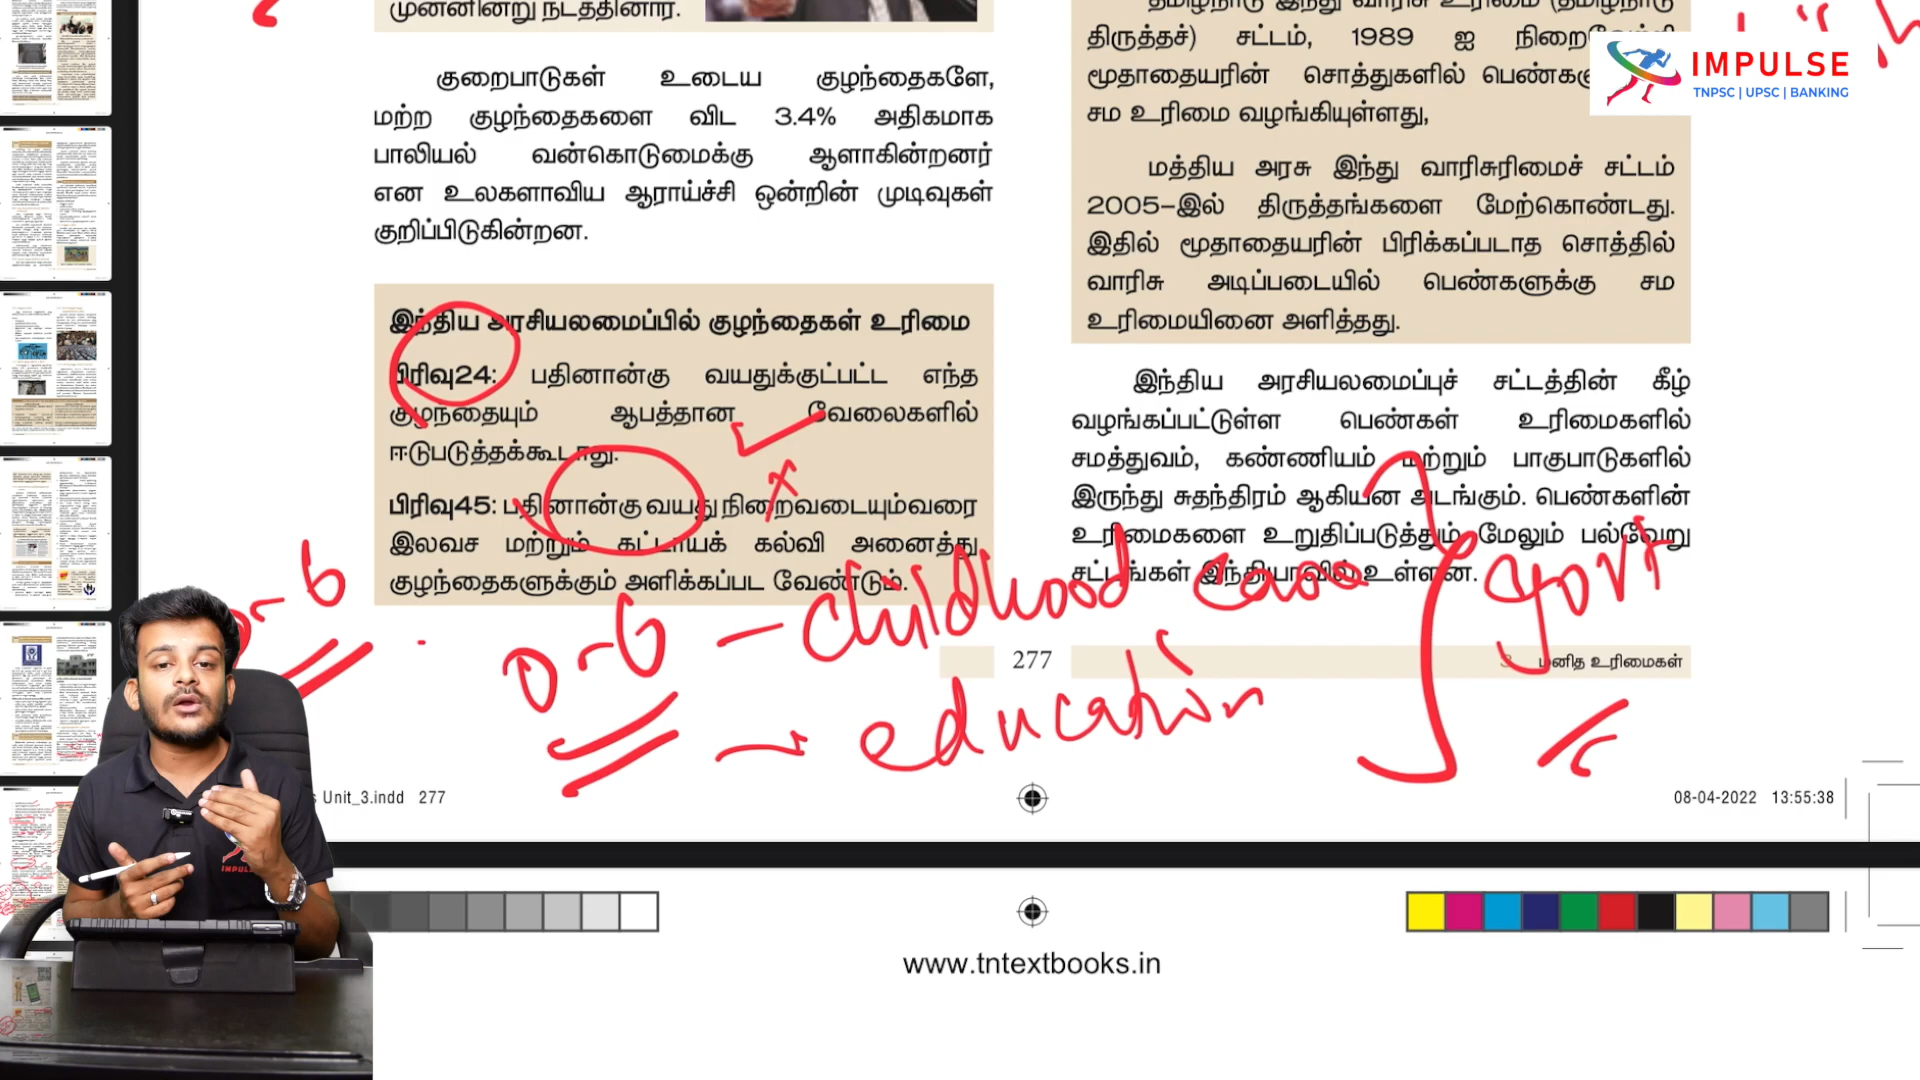 முன்னின்று நடத்தினார்.
குறைபாடுகள் உடைய குழந்தைகளே,
மற்ற குழந்தைகளை விட 3.4% அதிகமாக
பாலியல் வன்கொடுமைக்கு ஆளாகின்றனர்
என உலகளாவிய ஆராய்ச்சி ஒன்றின் முடிவுகள்
குறிப்பிடுகின்றன.
இந்திய அரசியலமைப்பில் குழந்தைகள் உரிமை
பிரிவு24: பதினான்கு வயதுக்குட்பட்ட எந்த
குழந்தையும் ஆபத்தான வேலைகளில்
ஈடுபடுத்தக்கூடாது.
பிரிவு45: பதினான்கு வயது நிறைவடையும்வரை
இலவச மற்றும் கட்டாயக் கல்வி அனைத்து
குழந்தைகளுக்கும் அளிக்கப்பட வேண்டும்.
தமிழ்நாடு இந்து வாரிசு உரிமை (தமிழ்நாடு
திருத்தச்) சட்டம், 1989 ஐ
மூதாதையரின் சொத்துகளில்
சம உரிமை வழங்கியுள்ளது,
மத்திய அரசு இந்து வாரிசுரிமைச் சட்டம்
2005–இல் திருத்தங்களை மேற்கொண்டது.
இதில் மூதாதையரின் பிரிக்கப்படாத சொத்தில்
வாரிசு அடிப்படையில் பெண்களுக்கு சம
உரிமையினை அளித்தது.
இந்திய அரசியலமைப்புச் சட்டத்தின் கீழ்
வழங்கப்பட்டுள்ள பெண்கள் உரிமைகளில்
சமத்துவம், கண்ணியம் மற்றும் பாகுபாடுகளில்
இருந்து சுதந்திரம் ஆகியன அடங்கும். பெண்களின்
உரிமைகளை உறுதிப்படுத்தும் மேலும் பல்வேறு
சட்டங்கள் இந்தியாவில் உள்ளன.
IMPULSE
TNPSC | UPSC | BANKING
0-6 - childhood care
- education
govt
277
மனித உரிமைகள்
Unit_3.indd 277
08-04-2022 13:55:38
www.tntextbooks.in
IMPULSE